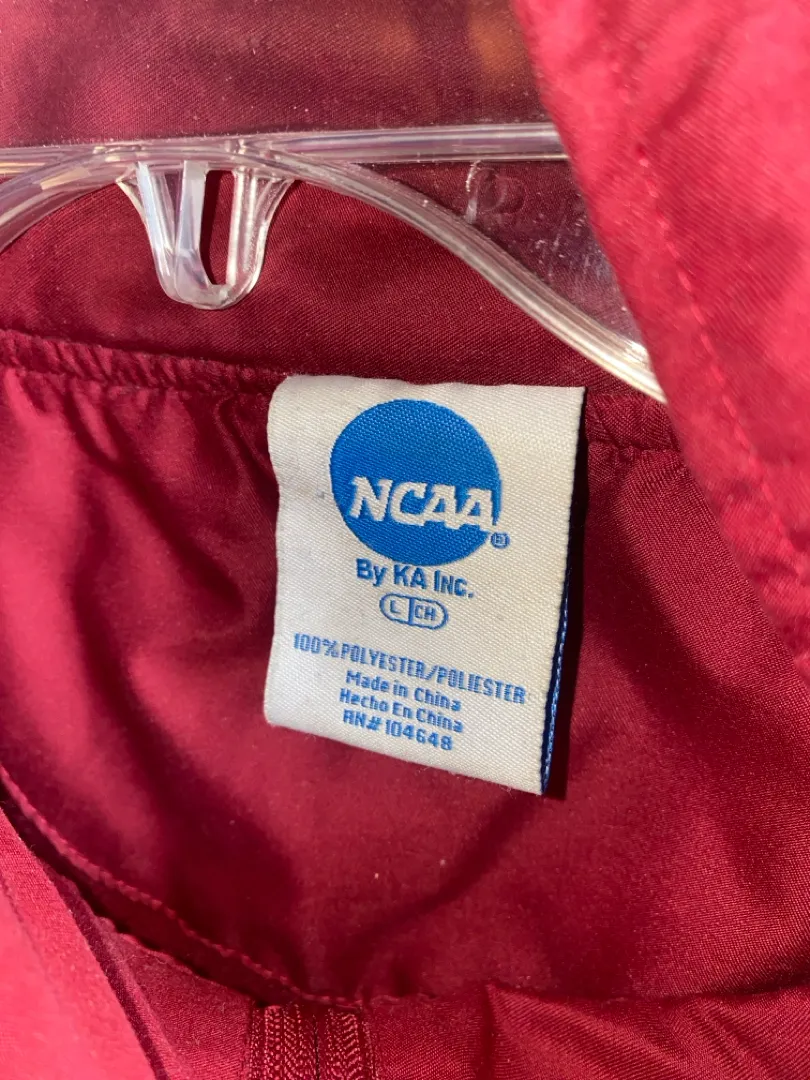 NCAA®
By KA Inc.
L CH
100%POLYESTER/POLIESTER
Made in China
Hecho En China
RN# 104648